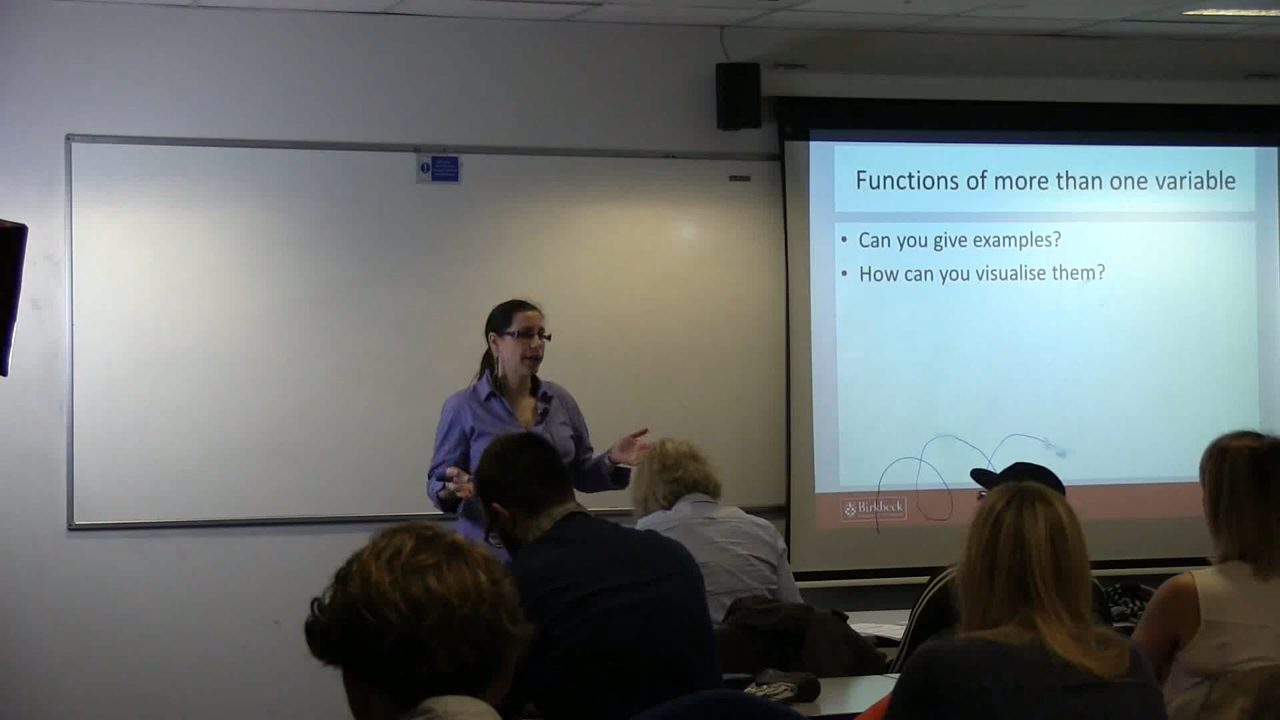 Functions of more than one variable
• Can you give examples?
• How can you visualise them?
Birkbeck